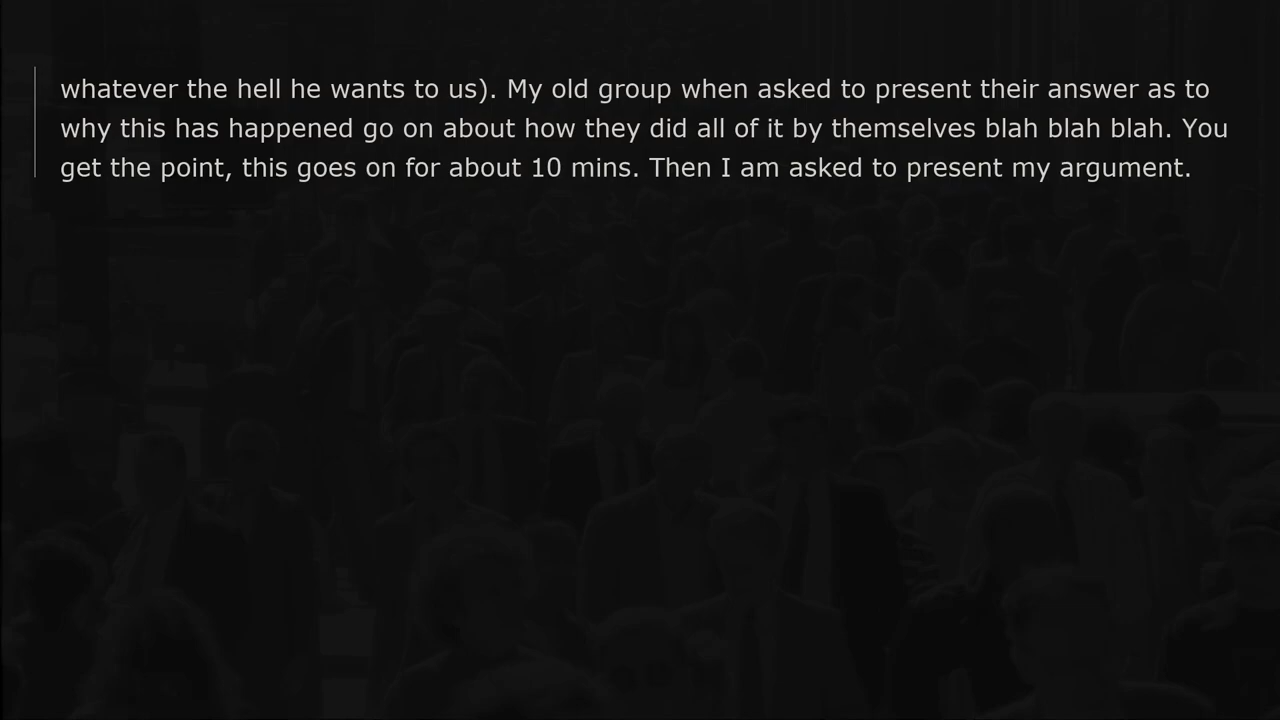 whatever the hell he wants to us). My old group when asked to present their answer as to
why this has happened go on about how they did all of it by themselves blah blah blah. You
get the point, this goes on for about 10 mins. Then I am asked to present my argument.